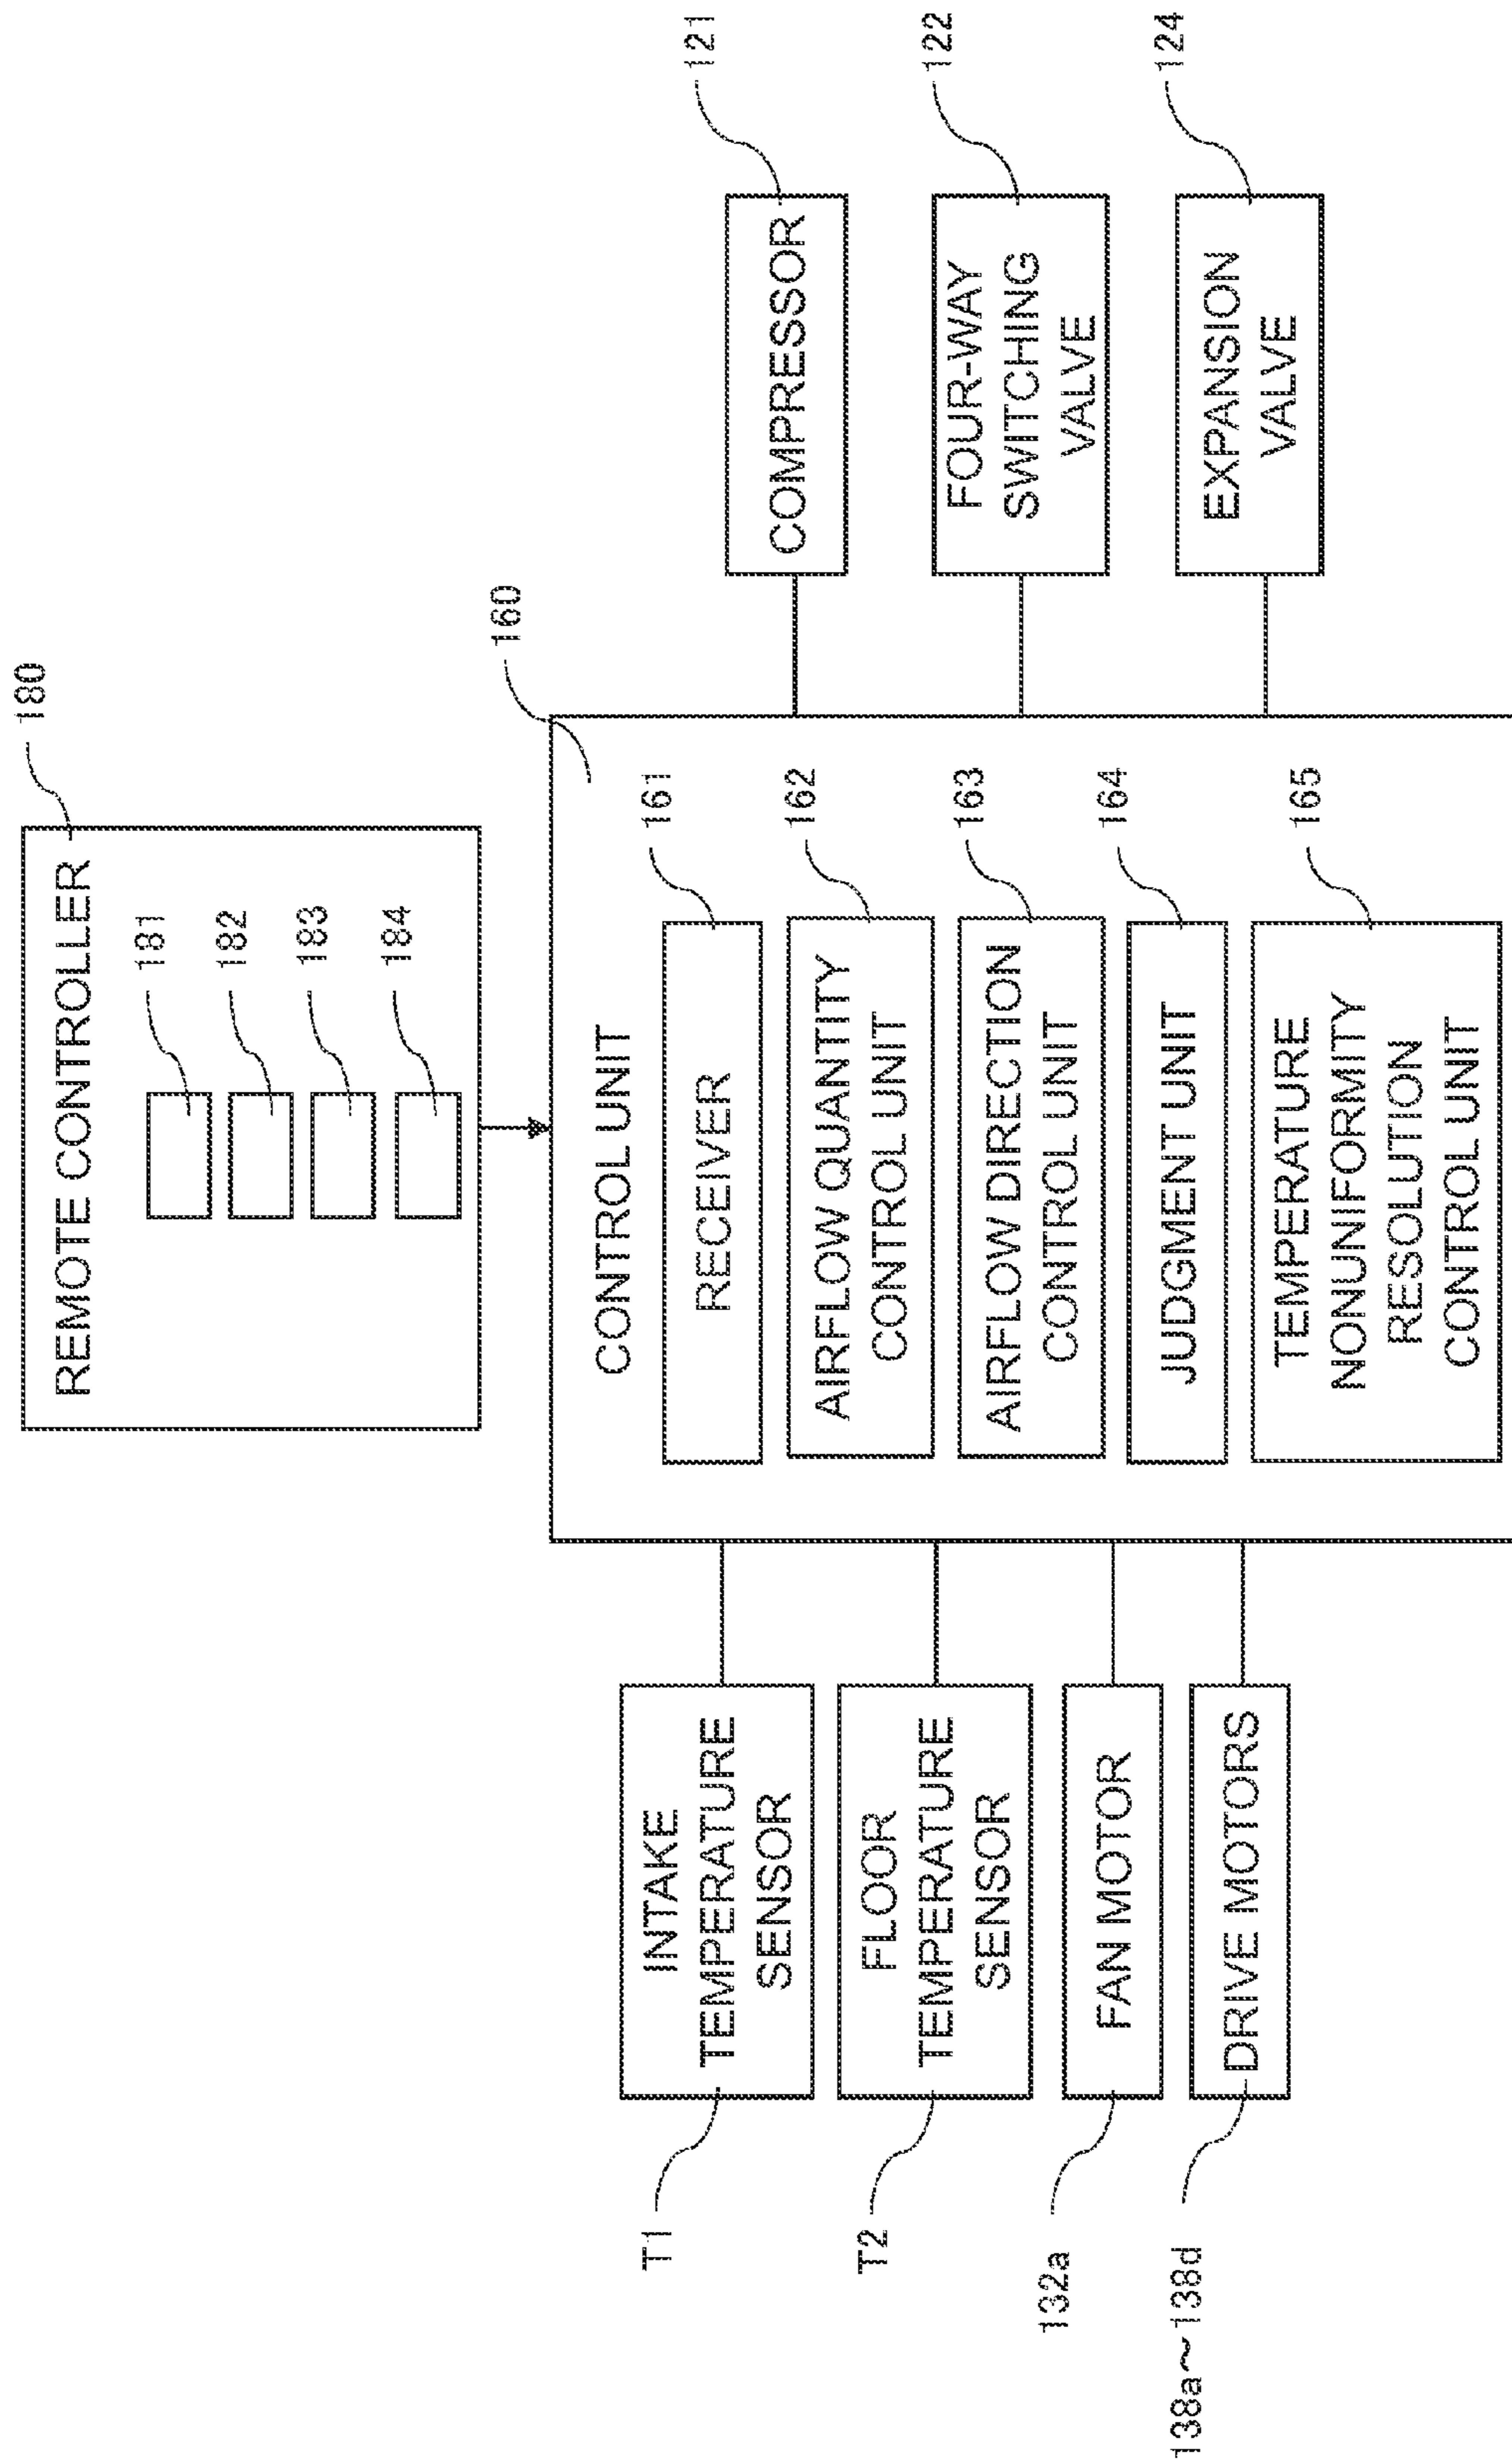 180
REMOTE CONTROLLER
181
182
183
184
160
CONTROL UNIT
161
RECEIVER
162
AIRFLOW QUANTITY
CONTROL UNIT
163
AIRFLOW DIRECTION
CONTROL UNIT
164
JUDGMENT UNIT
165
TEMPERATURE
NONUNIFORMITY
RESOLUTION
CONTROL UNIT
T1
INTAKE
TEMPERATURE
SENSOR
T2
FLOOR
TEMPERATURE
SENSOR
132a
FAN MOTOR
138a~138d
DRIVE MOTORS
121
COMPRESSOR
122
FOUR-WAY
SWITCHING
VALVE
124
EXPANSION
VALVE